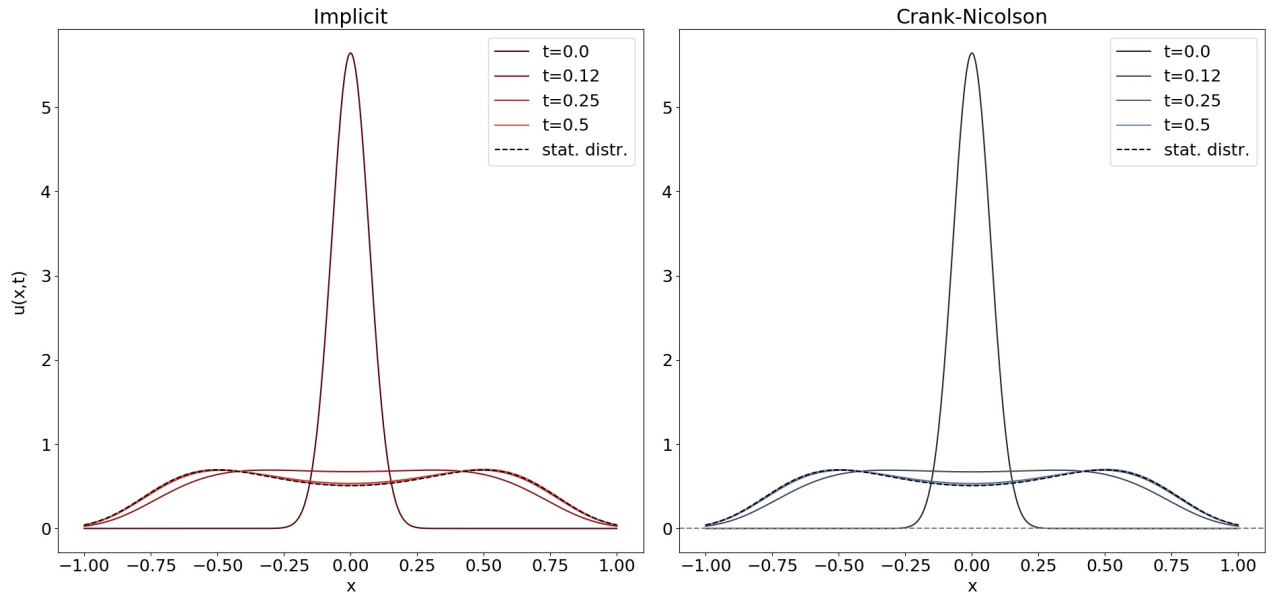 Implicit
t=0.0
t=0.12
t=0.25
t=0.5
stat. distr.
u(x,t)
5
4
3
2
1
0
−1.00 −0.75 −0.50 −0.25 0.00 0.25 0.50 0.75 1.00
x
Crank-Nicolson
t=0.0
t=0.12
t=0.25
t=0.5
stat. distr.
5
4
3
2
1
0
−1.00 −0.75 −0.50 −0.25 0.00 0.25 0.50 0.75 1.00
x